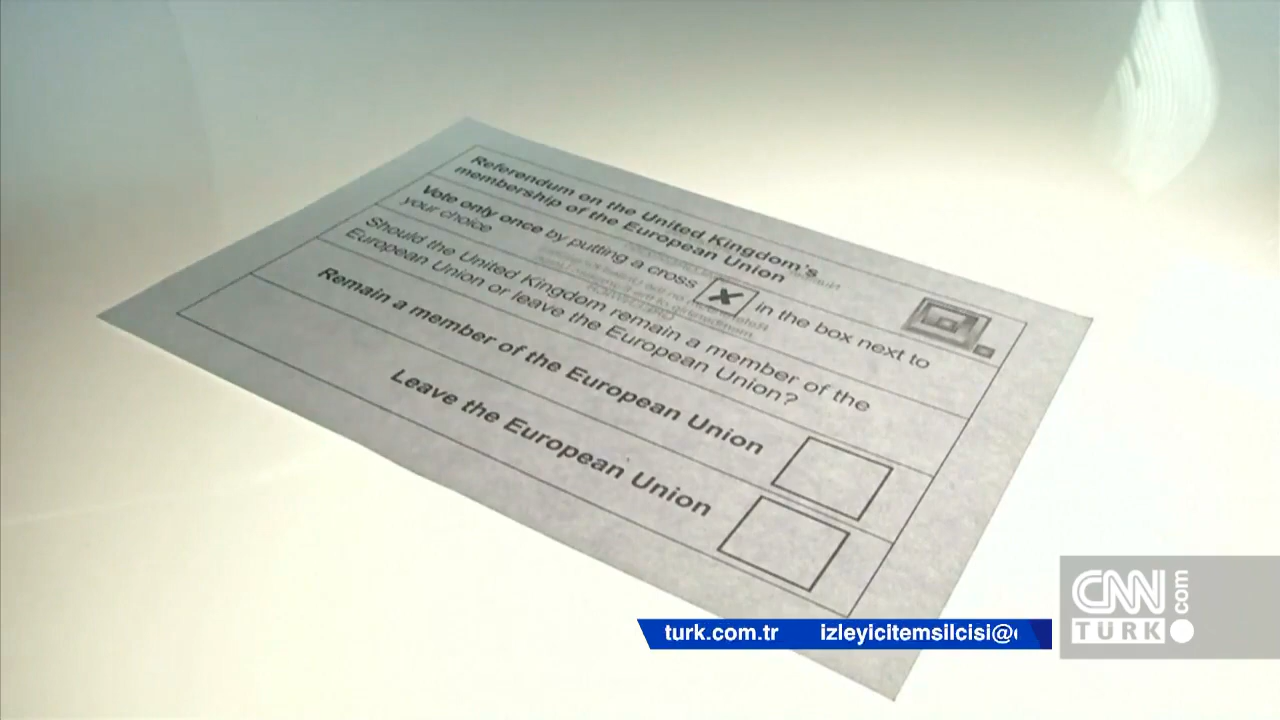 Referendum on the United Kingdom's
membership of the European Union
Vote only once by putting a cross in the box next to
your choice
Should the United Kingdom remain a member of the
European Union or leave the European Union?
Remain a member of the European Union
Leave the European Union
turk.com.tr izleyicitemsilcisi@
CNN
TURK
.com